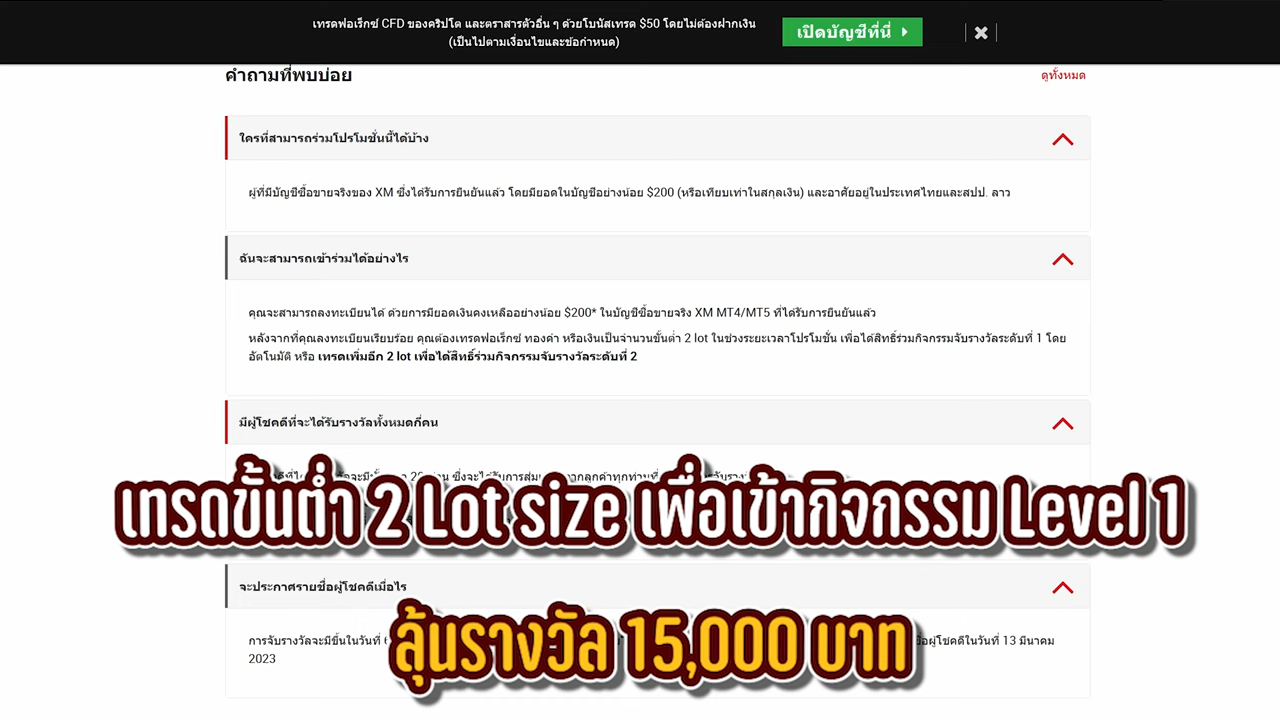 เทรดฟอเร็กซ์ CFD ของคริปโต และตราสารตัวอื่น ๆ ด้วยโบนัสเทรด $50 โดยไม่ต้องฝากเงิน
(เป็นไปตามเงื่อนไขและข้อกำหนด)
เปิดบัญชีที่นี่
คำถามที่พบบ่อย
ดูทั้งหมด
ใครที่สามารถร่วมโปรโมชั่นนี้ได้บ้าง
ผู้ที่มีบัญชีซื้อขายจริงของ XM ซึ่งได้รับการยืนยันแล้ว โดยมียอดในบัญชีอย่างน้อย $200 (หรือเทียบเท่าในสกุลเงิน) และอาศัยอยู่ในประเทศไทยและสปป. ลาว
ฉันจะสามารถเข้าร่วมได้อย่างไร
คุณจะสามารถลงทะเบียนได้ ด้วยการมียอดเงินคงเหลืออย่างน้อย $200* ในบัญชีซื้อขายจริง XM MT4/MT5 ที่ได้รับการยืนยันแล้ว
หลังจากที่คุณลงทะเบียนเรียบร้อย คุณต้องเทรดฟอเร็กซ์ ทองคำ หรือเงินเป็นจำนวนขั้นต่ำ 2 lot ในช่วงระยะเวลาโปรโมชั่น เพื่อได้สิทธิ์ร่วมกิจกรรมจับรางวัลระดับที่ 1 โดย
อัตโนมัติ หรือ เทรดเพิ่มอีก 2 lot เพื่อได้สิทธิ์ร่วมกิจกรรมจับรางวัลระดับที่ 2
มีผู้โชคดีที่จะได้รับรางวัลทั้งหมดกี่คน
เทรดขั้นต่ำ 2 Lot size เพื่อเข้ากิจกรรม Level 1
จะประกาศรายชื่อผู้โชคดีเมื่อไร
ลุ้นรางวัล 15,000 บาท
การจับรางวัลจะมีขึ้นในวันที่ ชื่อผู้โชคดีในวันที่ 13 มีนาคม
2023